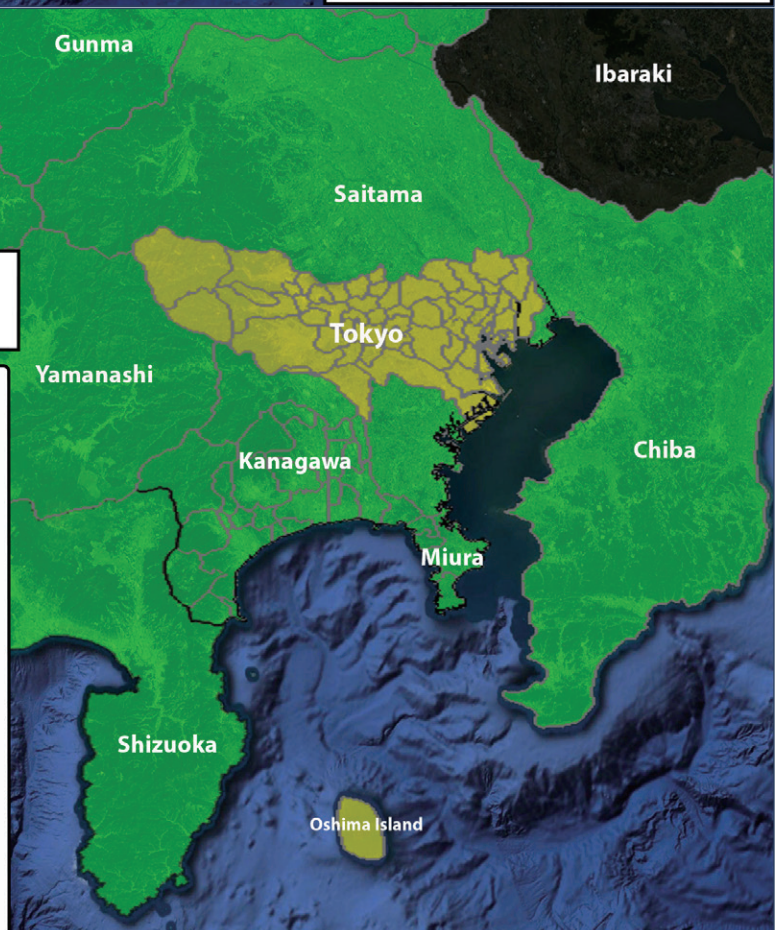 Gunma
Ibaraki
Saitama
Tokyo
Yamanashi
Kanagawa
Chiba
Miura
Shizuoka
Oshima Island